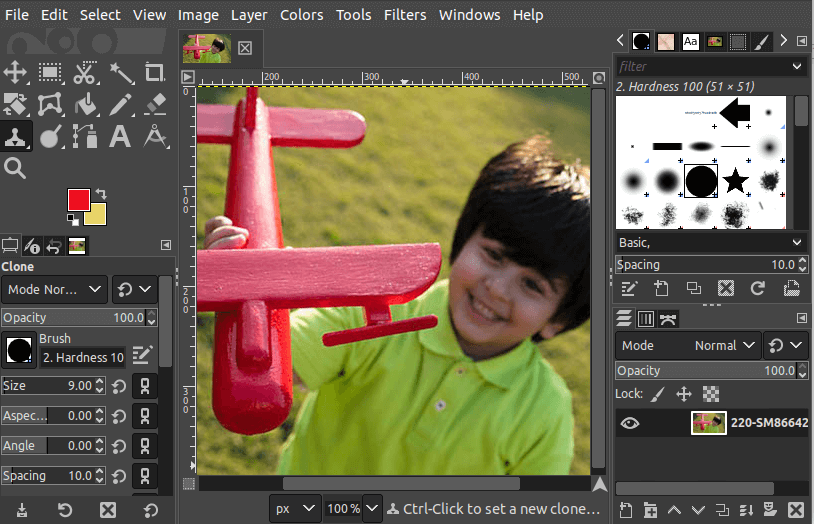 File Edit Select View Image Layer Colors Tools Filters Windows Help
Aa
filter
2. Hardness 100 (51 × 51)
200 300 400 500
0
100
200
300
Basic,
Spacing 10.0
Clone
Mode Nor...
Opacity 100.0
Brush
2. Hardness 10
Size 9.00
Aspec... 0.00
Angle 0.00
Spacing 10.0
Mode Normal
Opacity 100.0
Lock:
220-SM86642
px 100 % Ctrl-Click to set a new clone...